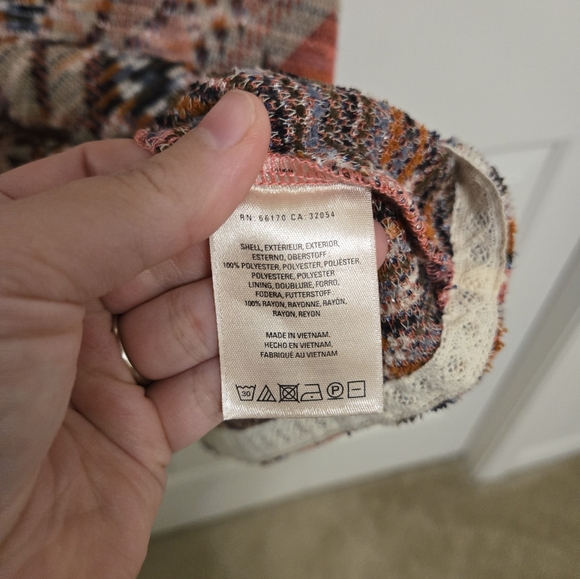 RN: 66170 CA: 32054
SHELL, EXTÉRIEUR, EXTERIOR,
ESTERNO, OBERSTOFF
100% POLYESTER, POLYESTER, POLIÉSTER,
POLYESTERE, POLYESTER
LINING, DOUBLURE, FORRO,
FODERA, FUTTERSTOFF
100% RAYON, RAYONNE, RAYÓN,
RAYON, REYON
MADE IN VIETNAM.
HECHO EN VIETNAM.
FABRIQUÉ AU VIETNAM
30 P